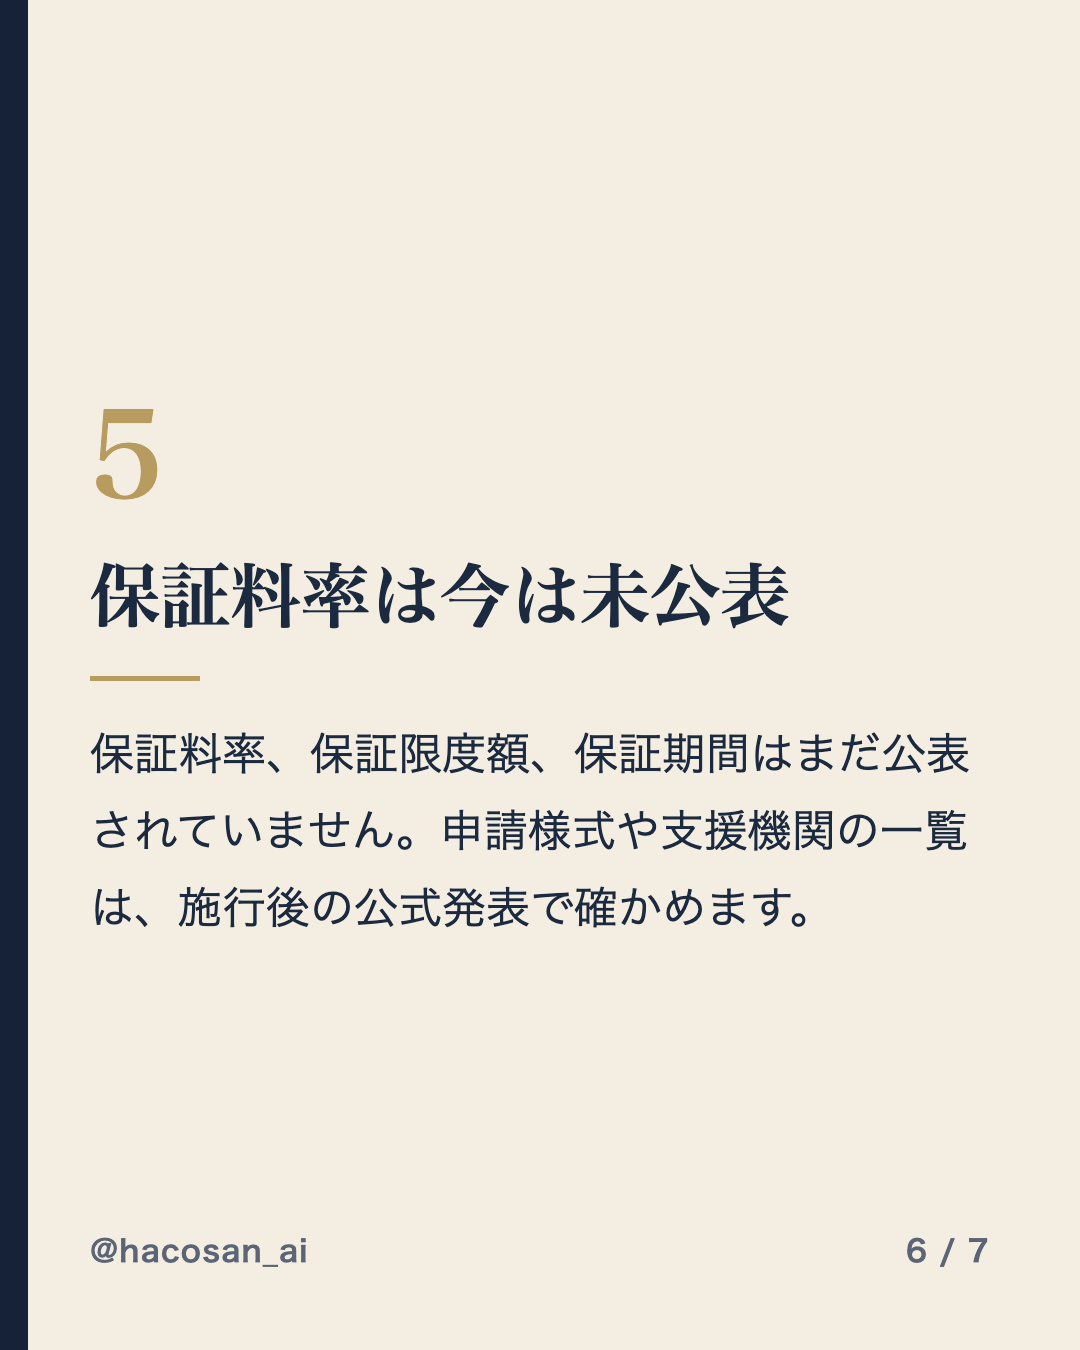 5
保証料率は今は未公表
保証料率、保証限度額、保証期間はまだ公表
されていません。申請様式や支援機関の一覧
は、施行後の公式発表で確かめます。
@hacosan_ai
6 / 7